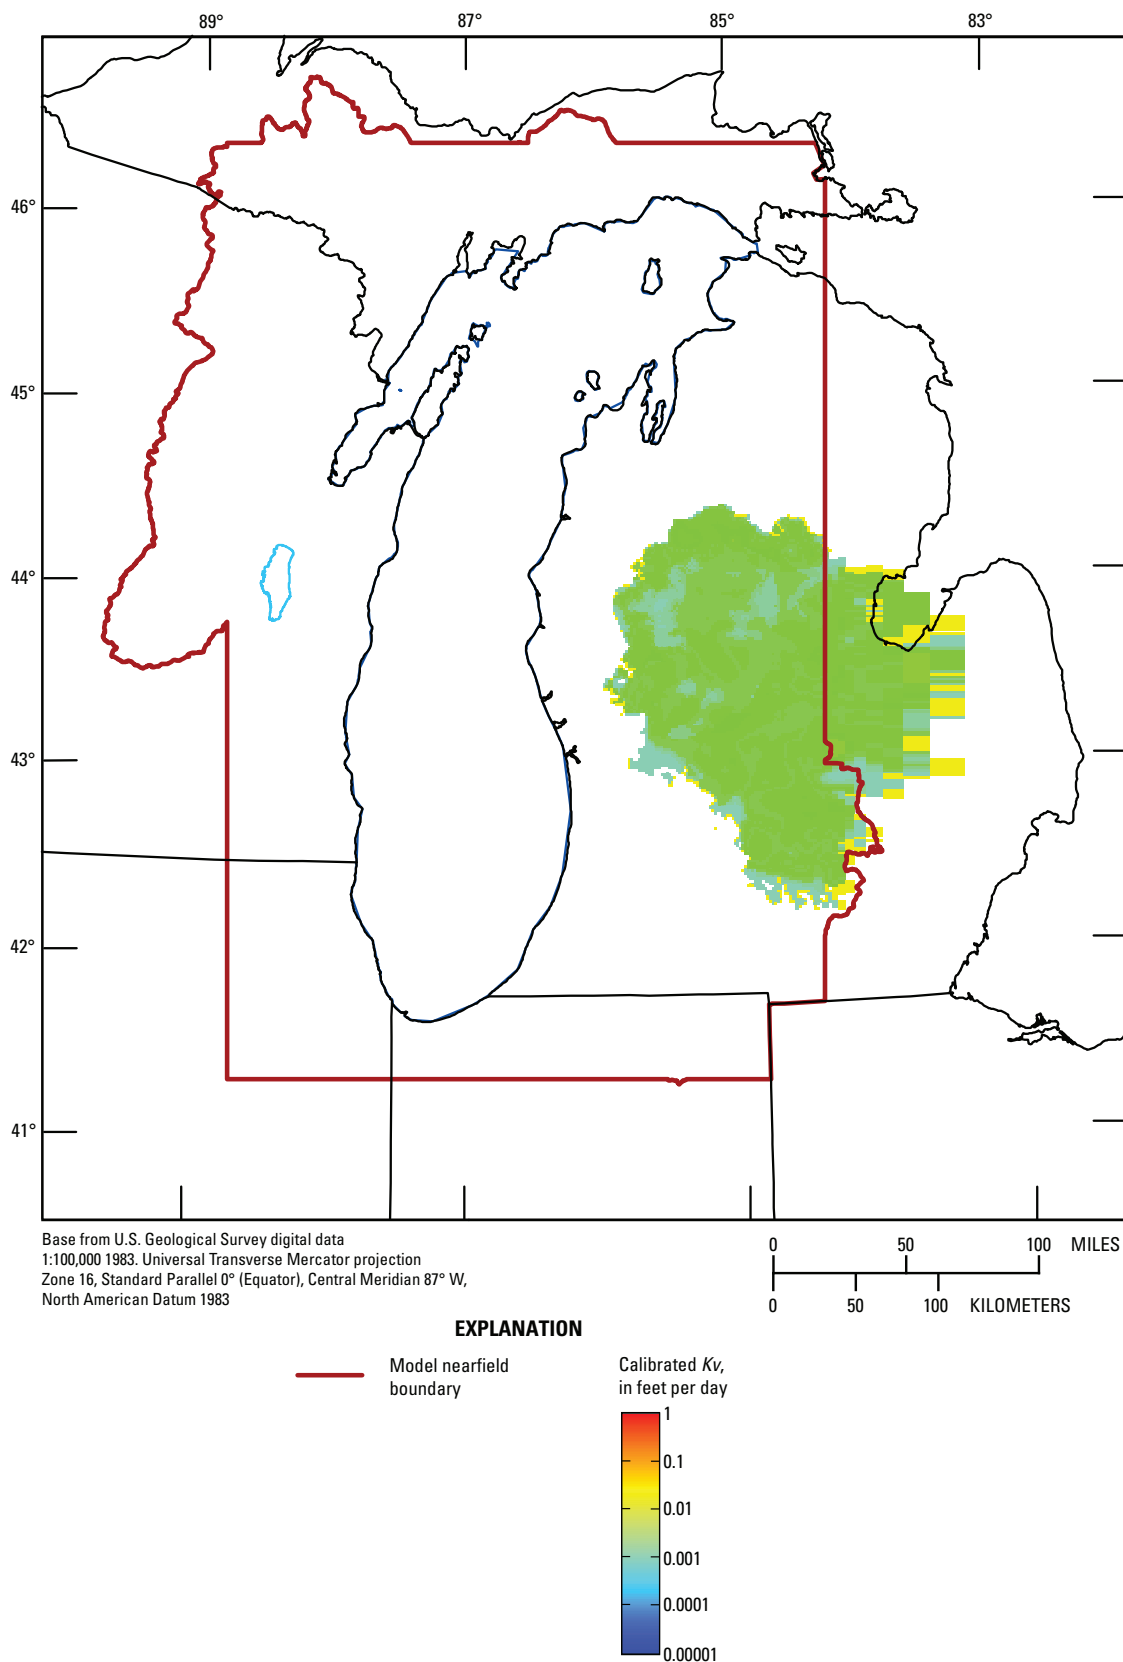 89° 87° 85° 83°
46°
45°
44°
43°
42°
41°
Base from U.S. Geological Survey digital data
1:100,000 1983. Universal Transverse Mercator projection
Zone 16, Standard Parallel 0° (Equator), Central Meridian 87° W,
North American Datum 1983
0 50 100 MILES
0 50 100 KILOMETERS
EXPLANATION
Model nearfield
boundary
Calibrated Kv,
in feet per day
1
0.1
0.01
0.001
0.0001
0.00001